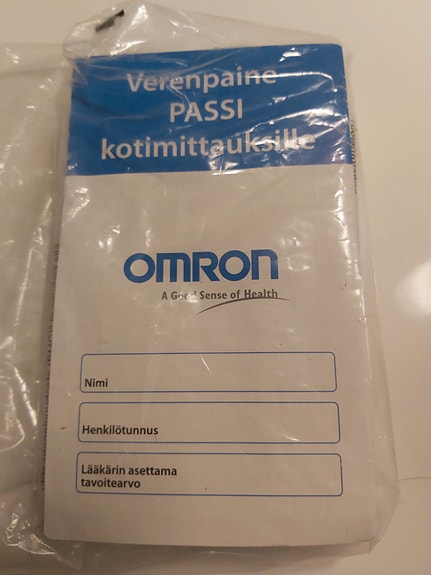 Verenpaine
PASSI
kotimittauksille
OMRON
A Good Sense of Health
Nimi
Henkilötunnus
Lääkärin asettama
tavoitearvo